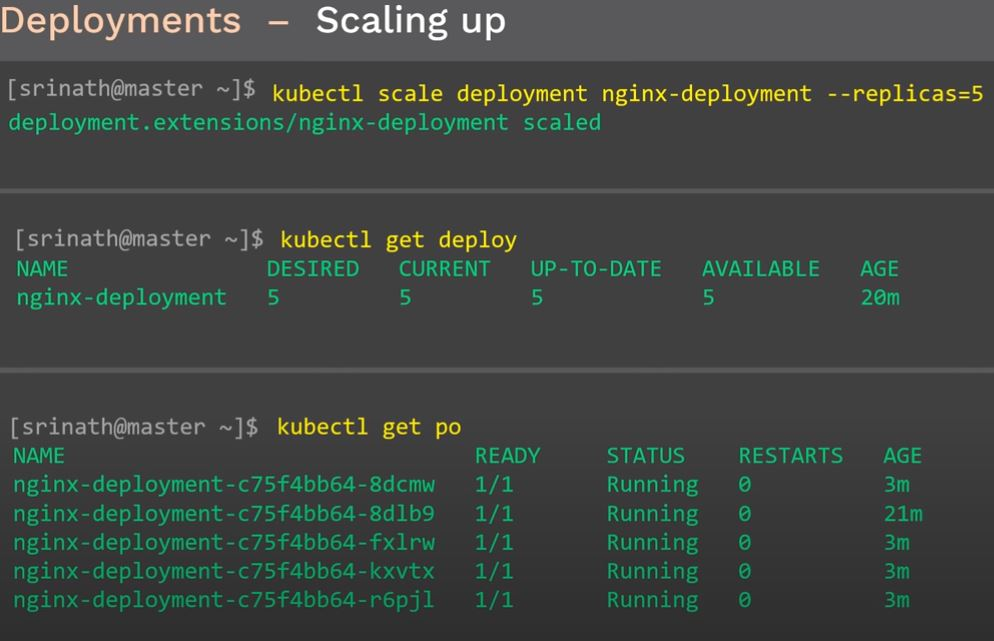 Deployments – Scaling up
[srinath@master ~]$ kubectl scale deployment nginx-deployment --replicas=5
deployment.extensions/nginx-deployment scaled
[srinath@master ~]$ kubectl get deploy
NAME DESIRED CURRENT UP-TO-DATE AVAILABLE AGE
nginx-deployment 5 5 5 5 20m
[srinath@master ~]$ kubectl get po
NAME READY STATUS RESTARTS AGE
nginx-deployment-c75f4bb64-8dcmw 1/1 Running 0 3m
nginx-deployment-c75f4bb64-8dlb9 1/1 Running 0 21m
nginx-deployment-c75f4bb64-fxlrw 1/1 Running 0 3m
nginx-deployment-c75f4bb64-kxvtx 1/1 Running 0 3m
nginx-deployment-c75f4bb64-r6pjl 1/1 Running 0 3m